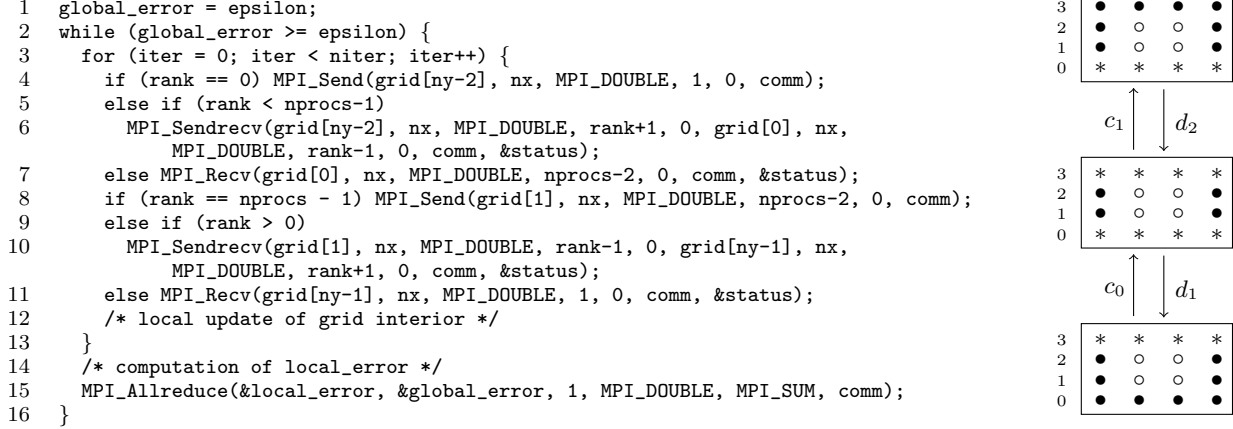 1 global_error = epsilon;
2 while (global_error >= epsilon) {
3 for (iter = 0; iter < niter; iter++) {
4 if (rank == 0) MPI_Send(grid[ny-2], nx, MPI_DOUBLE, 1, 0, comm);
5 else if (rank < nprocs-1)
6 MPI_Sendrecv(grid[ny-2], nx, MPI_DOUBLE, rank+1, 0, grid[0], nx,
MPI_DOUBLE, rank-1, 0, comm, &status);
7 else MPI_Recv(grid[0], nx, MPI_DOUBLE, nprocs-2, 0, comm, &status);
8 if (rank == nprocs - 1) MPI_Send(grid[1], nx, MPI_DOUBLE, nprocs-2, 0, comm);
9 else if (rank > 0)
10 MPI_Sendrecv(grid[1], nx, MPI_DOUBLE, rank-1, 0, grid[ny-1], nx,
MPI_DOUBLE, rank+1, 0, comm, &status);
11 else MPI_Recv(grid[ny-1], nx, MPI_DOUBLE, 1, 0, comm, &status);
12 /* local update of grid interior */
13 }
14 /* computation of local_error */
15 MPI_Allreduce(&local_error, &global_error, 1, MPI_DOUBLE, MPI_SUM, comm);
16 }
3 • • • •
2 • ○ ○ •
1 • ○ ○ •
0 * * * *
c₁ d₂
3 * * * *
2 • ○ ○ •
1 • ○ ○ •
0 * * * *
c₀ d₁
3 * * * *
2 • ○ ○ •
1 • ○ ○ •
0 • • • •